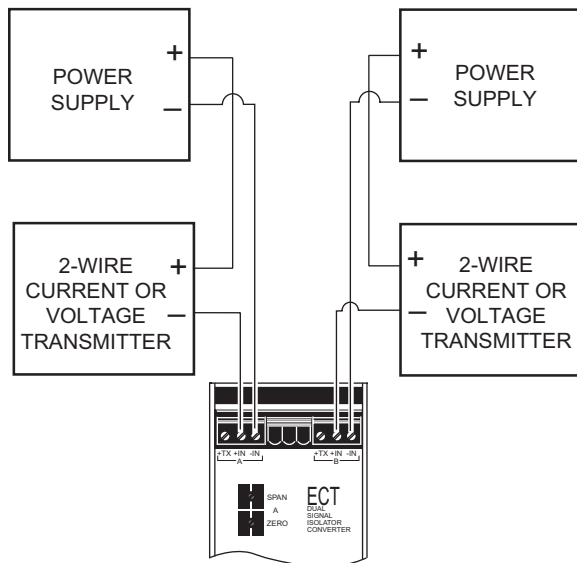 POWER
SUPPLY
+
−
POWER
SUPPLY
+
−
2-WIRE
CURRENT OR
VOLTAGE
TRANSMITTER
+
−
2-WIRE
CURRENT OR
VOLTAGE
TRANSMITTER
+
−
+TX +IN -IN
A
+TX +IN -IN
B
SPAN
A
ZERO
ECT
DUAL
SIGNAL
ISOLATOR
CONVERTER